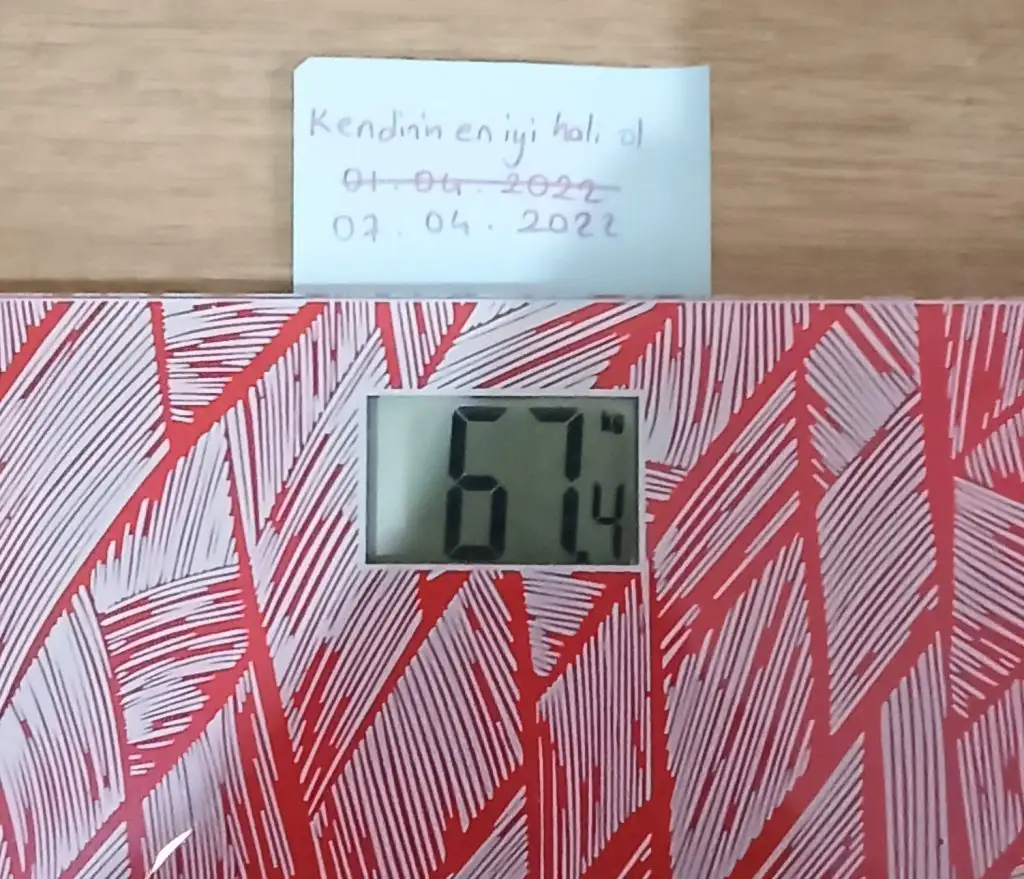 Kendinin en iyi hali ol
01.04.2022
07.04.2022
67.4